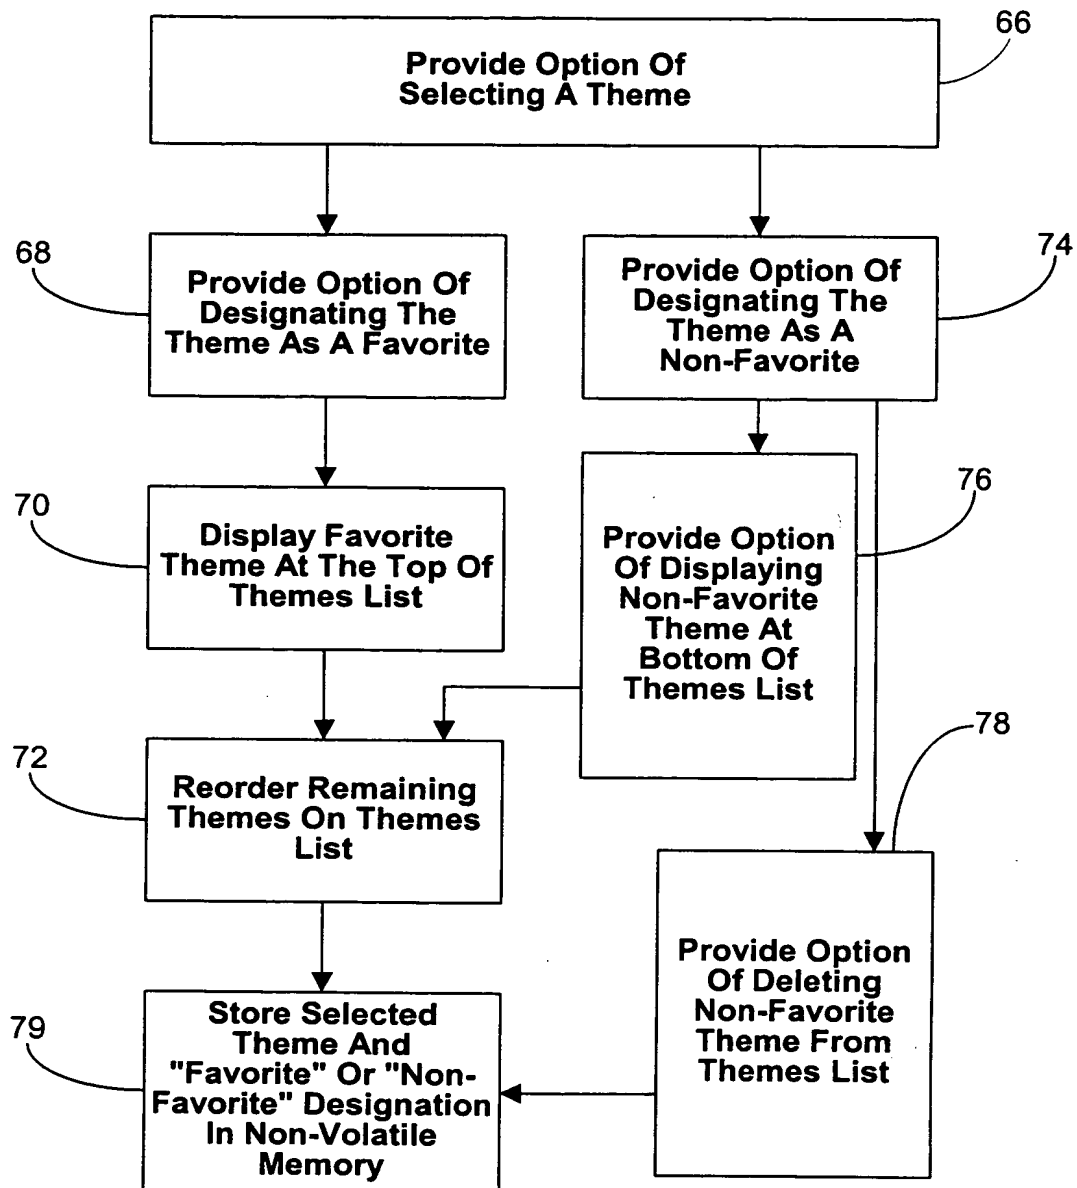 66
Provide Option Of
Selecting A Theme
68
Provide Option Of
Designating The
Theme As A Favorite
74
Provide Option Of
Designating The
Theme As A
Non-Favorite
70
Display Favorite
Theme At The Top Of
Themes List
76
Provide Option
Of Displaying
Non-Favorite
Theme At
Bottom Of
Themes List
72
Reorder Remaining
Themes On Themes
List
78
Provide Option
Of Deleting
Non-Favorite
Theme From
Themes List
79
Store Selected
Theme And
"Favorite" Or "Non-
Favorite" Designation
In Non-Volatile
Memory